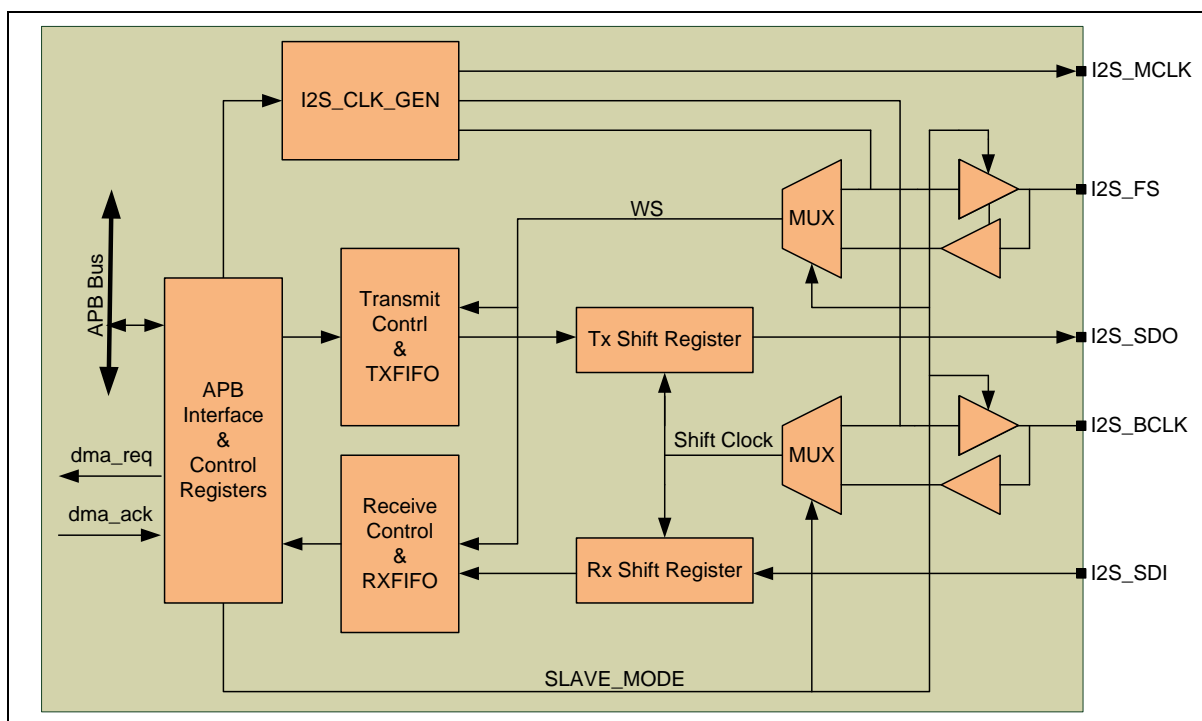 I2S_CLK_GEN
I2S_MCLK
I2S_FS
MUX
WS
APB Bus
Transmit
Contrl
&
TXFIFO
Tx Shift Register
I2S_SDO
APB
Interface
&
Control
Registers
I2S_BCLK
Shift Clock
MUX
dma_req
dma_ack
Receive
Control
&
RXFIFO
Rx Shift Register
I2S_SDI
SLAVE_MODE